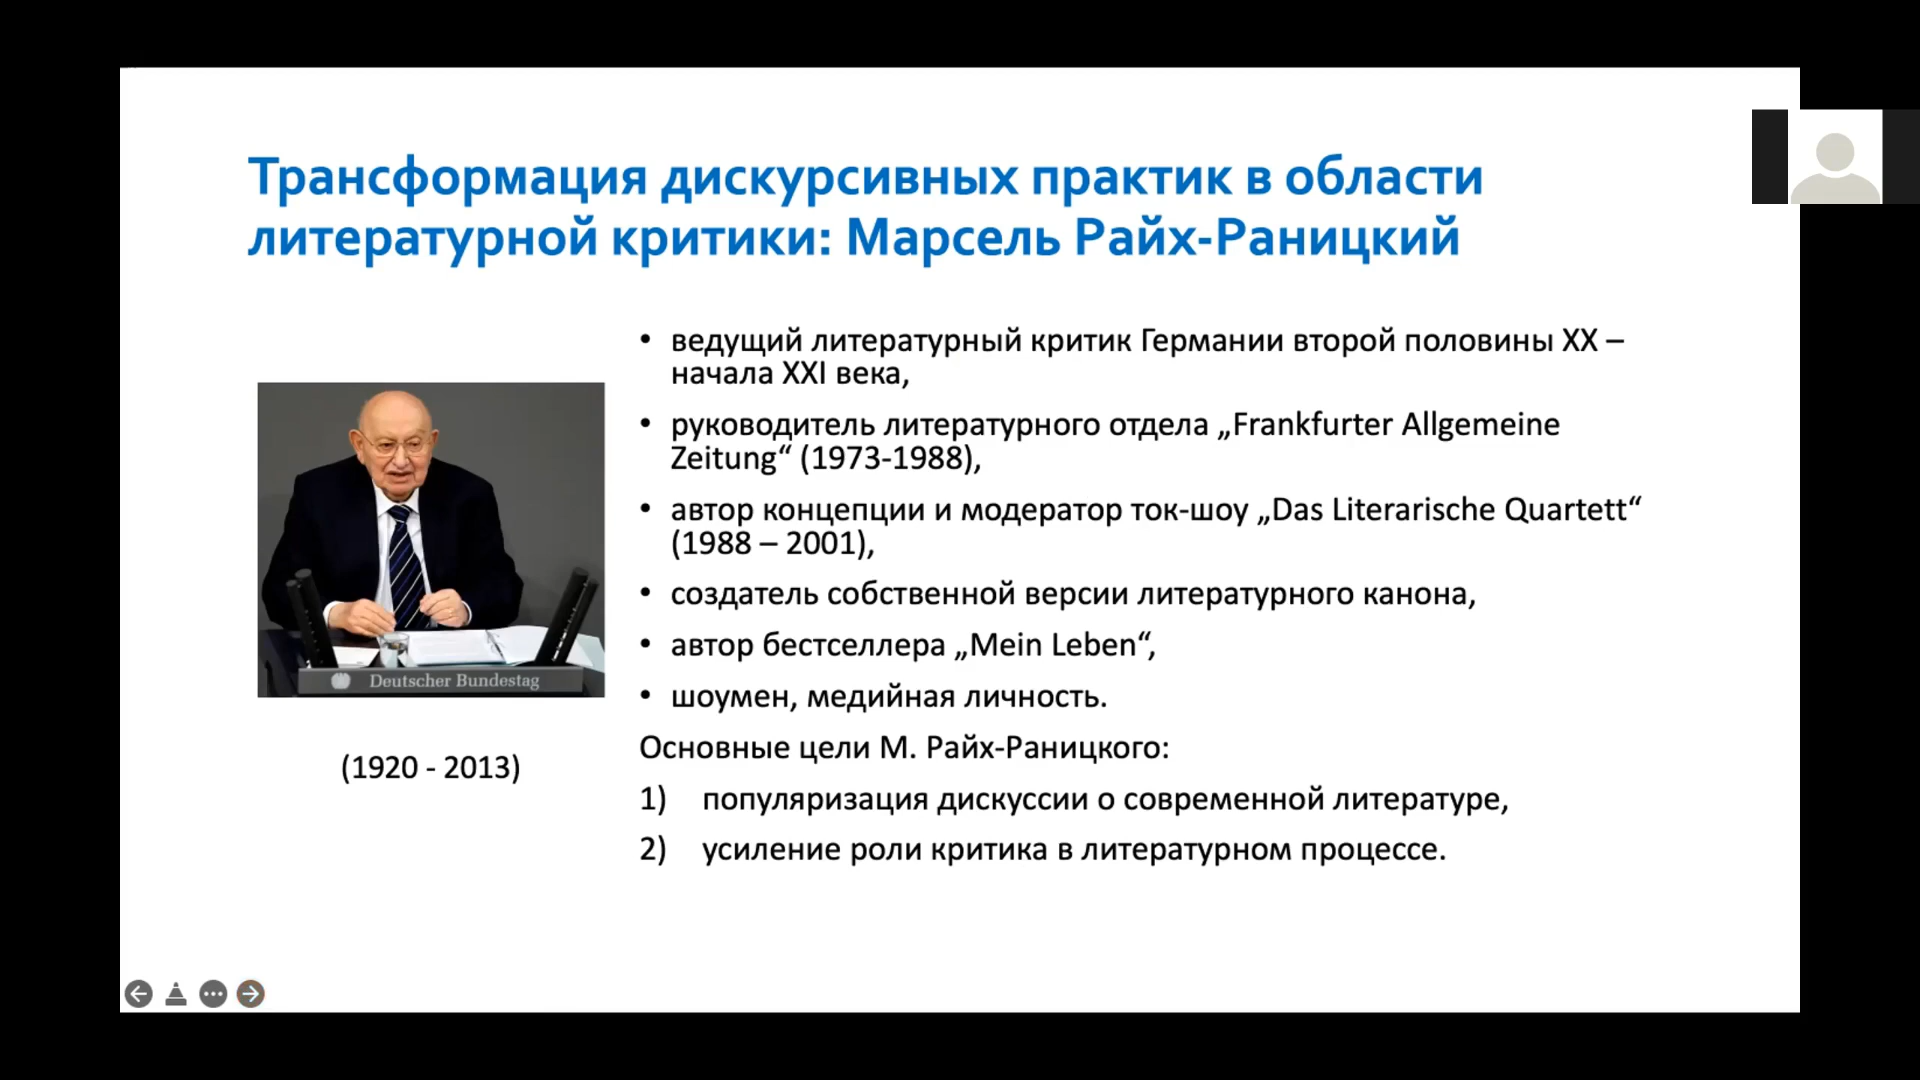 Трансформация дискурсивных практик в области
литературной критики: Марсель Райх-Раницкий
• ведущий литературный критик Германии второй половины XX –
начала XXI века,
• руководитель литературного отдела „Frankfurter Allgemeine
Zeitung“ (1973-1988),
• автор концепции и модератор ток-шоу „Das Literarische Quartett“
(1988 – 2001),
• создатель собственной версии литературного канона,
• автор бестселлера „Mein Leben“,
• шоумен, медийная личность.
Основные цели М. Райх-Раницкого:
1) популяризация дискуссии о современной литературе,
2) усиление роли критика в литературном процессе.
Deutscher Bundestag
(1920 - 2013)